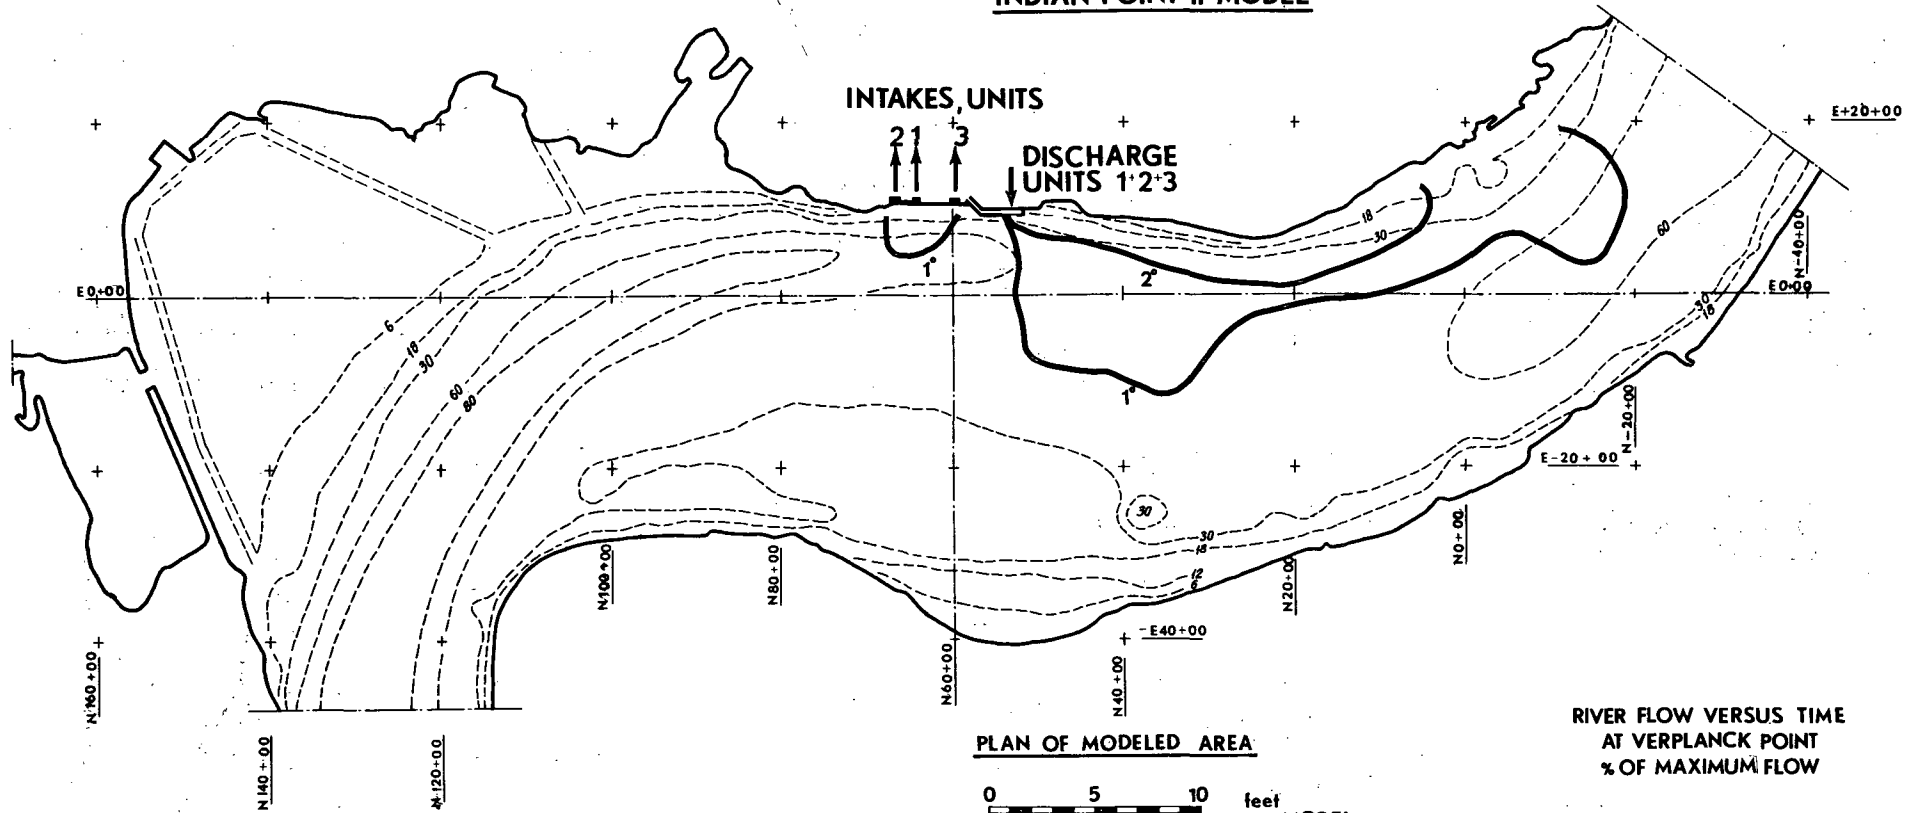 INTAKES, UNITS
2 1 3
DISCHARGE
UNITS 1+2+3
E+20+00
N-40+00
E0+00
E0+00
1°
2°
1°
6
18
30
60
80
18
30
60
30
18
N-20+00
E-20+00
30
30
18
12
6
N100+00
N80+00
N20+00
N0+00
-E40+00
N160+00
N60+00
N40+00
N140+00
N120+00
PLAN OF MODELED AREA
0 5 10 feet
RIVER FLOW VERSUS TIME
AT VERPLANCK POINT
% OF MAXIMUM FLOW